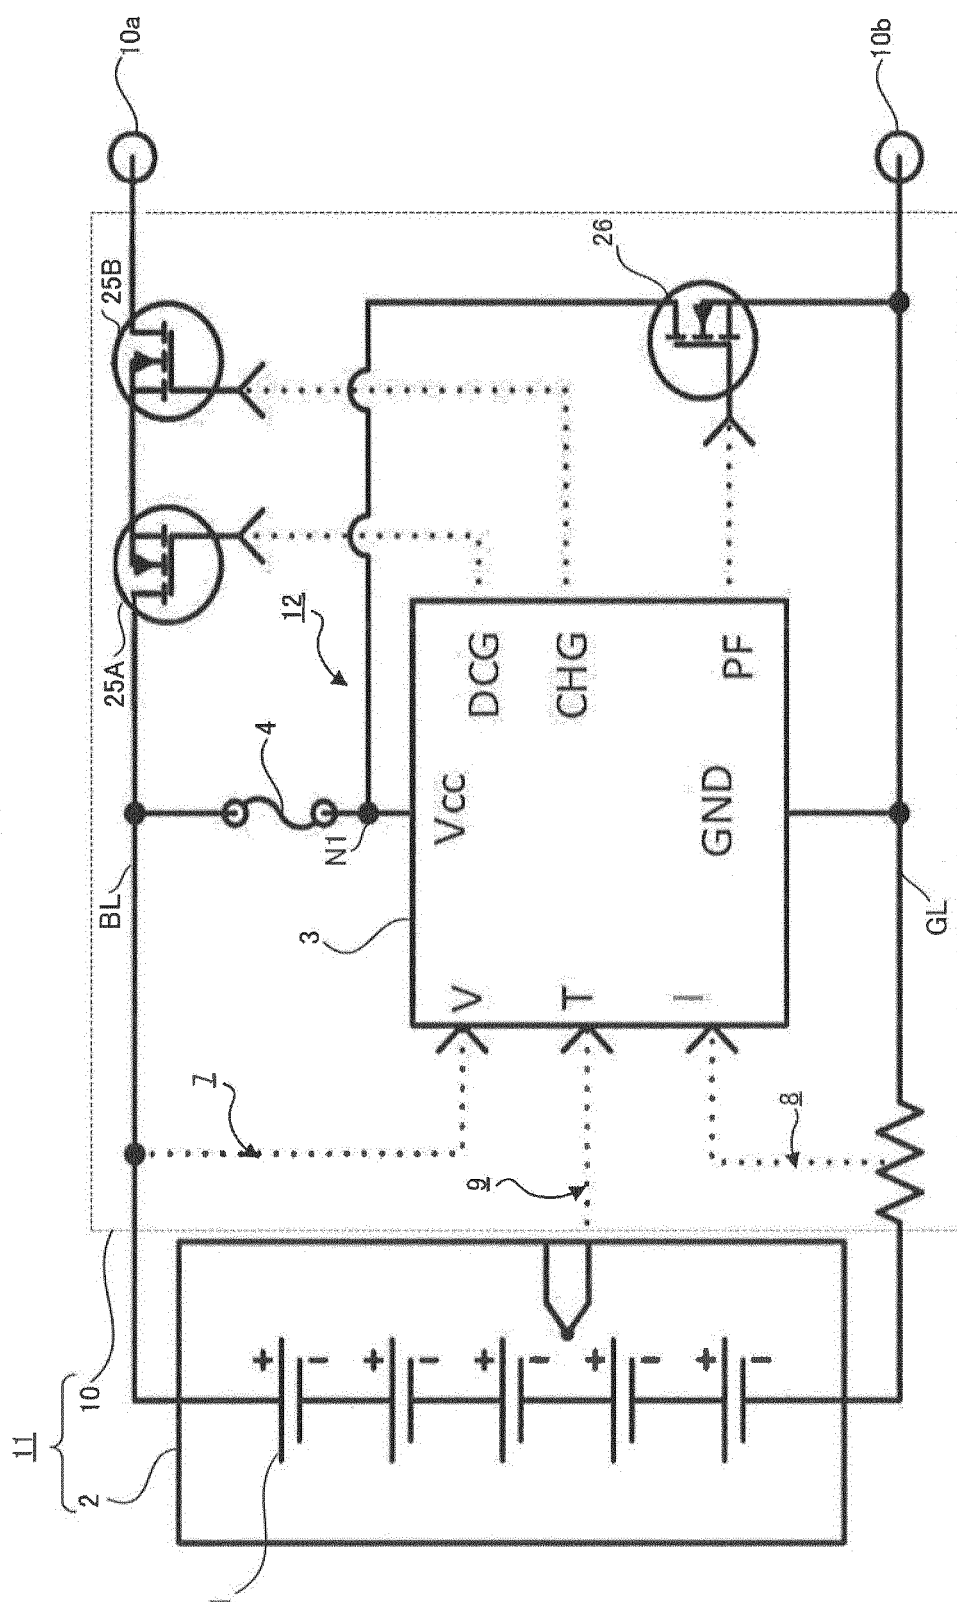 11
2
10
10a
10b
BL
25A
25B
7
4
12
N1
3
26
Vcc
DCG
CHG
PF
GND
V
T
I
9
8
GL
+
-
+
-
+
-
+
-
+
-